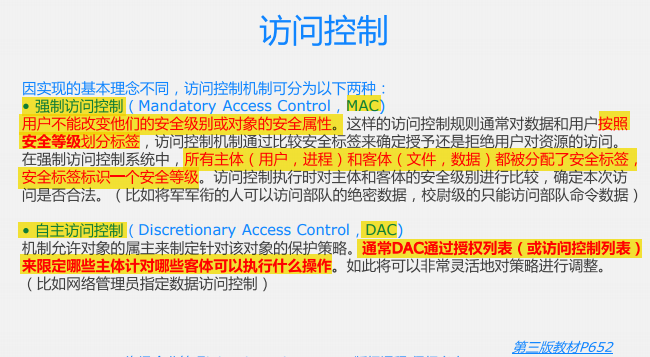 访问控制
因实现的基本理念不同，访问控制机制可分为以下两种：
• 强制访问控制（Mandatory Access Control，MAC）
用户不能改变他们的安全级别或对象的安全属性。这样的访问控制规则通常对数据和用户按照
安全等级划分标签，访问控制机制通过比较安全标签来确定授予还是拒绝用户对资源的访问。
在强制访问控制系统中，所有主体（用户，进程）和客体（文件，数据）都被分配了安全标签，
安全标签标识一个安全等级。访问控制执行时对主体和客体的安全级别进行比较，确定本次访
问是否合法。（比如将军军衔的人可以访问部队的绝密数据，校尉级的只能访问部队命令数据）
• 自主访问控制（Discretionary Access Control，DAC）
机制允许对象的属主来制定针对该对象的保护策略。通常DAC通过授权列表（或访问控制列表）
来限定哪些主体计对哪些客体可以执行什么操作。如此将可以非常灵活地对策略进行调整。
（比如网络管理员指定数据访问控制）
第三版教材P652